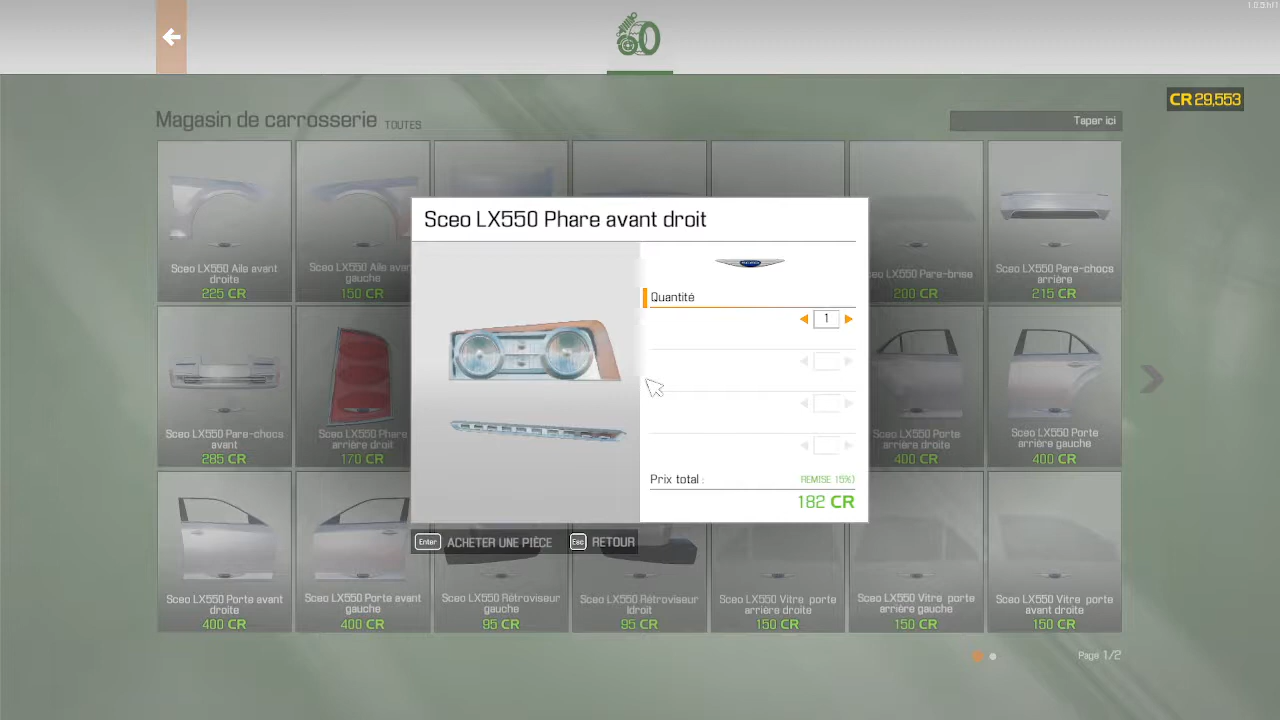 1.0.9.hf1
CR 29,553
Magasin de carrosserie TOUTES
Taper ici
Sceo LX550 Aile avant
droite
225 CR
Sceo LX550 Aile avant
gauche
150 CR
Sceo LX550 Pare-brise
200 CR
Sceo LX550 Pare-chocs
arrière
215 CR
Sceo LX550 Phare avant droit
Quantité
1
Prix total :
REMISE 15%)
182 CR
Enter ACHETER UNE PIÈCE Esc RETOUR
Sceo LX550 Pare-chocs
avant
285 CR
Sceo LX550 Phare
arrière droit
170 CR
Sceo LX550 Porte
arrière droite
400 CR
Sceo LX550 Porte
arrière gauche
400 CR
Sceo LX550 Porte avant
droite
400 CR
Sceo LX550 Porte avant
gauche
400 CR
Sceo LX550 Rétroviseur
gauche
95 CR
Sceo LX550 Rétroviseur
ldroit
95 CR
Sceo LX550 Vitre porte
arrière droite
150 CR
Sceo LX550 Vitre porte
arrière gauche
150 CR
Sceo LX550 Vitre porte
avant droite
150 CR
Page 1/2